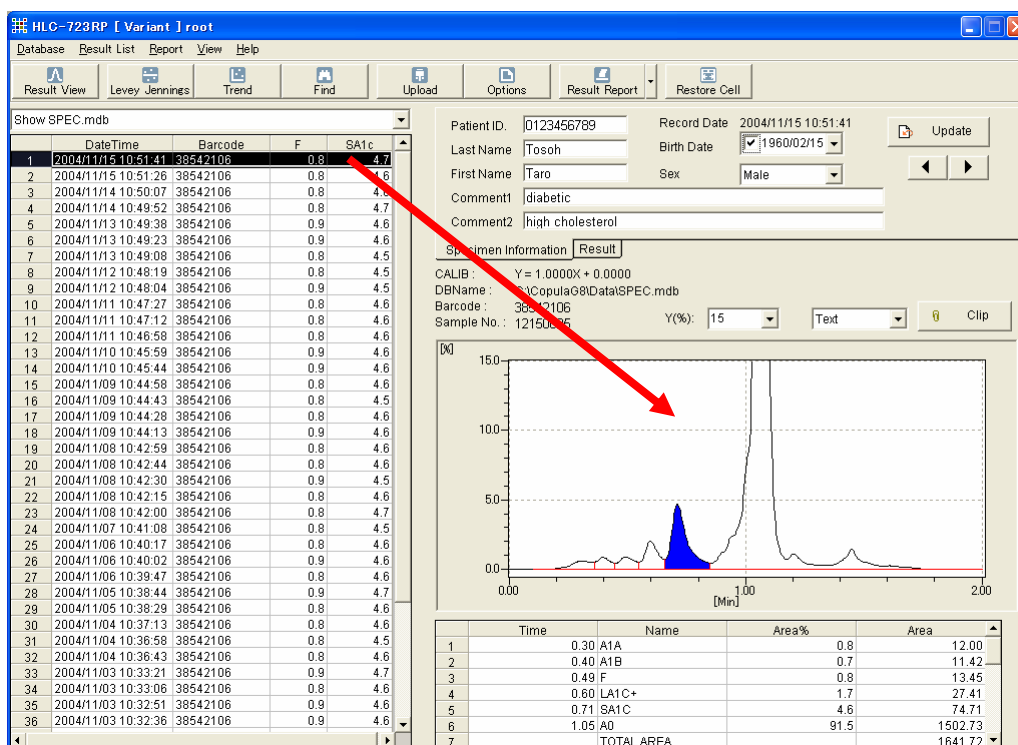 HLC-723RP [ Variant ] root
Database Result List Report View Help
Result View Levey Jennings Trend Find Upload Options Result Report Restore Cell
Show SPEC.mdb
DateTime Barcode F SA1c
1 2004/11/15 10:51:41 38542106 0.8 4.7
2 2004/11/15 10:51:26 38542106 0.8 4.6
3 2004/11/14 10:50:07 38542106 0.8
4 2004/11/14 10:49:52 38542106 0.8 4.7
5 2004/11/13 10:49:38 38542106 0.9 4.6
6 2004/11/13 10:49:23 38542106 0.9 4.6
7 2004/11/13 10:49:08 38542106 0.9 4.5
8 2004/11/12 10:48:19 38542106 0.8 4.5
9 2004/11/12 10:48:04 38542106 0.9 4.5
10 2004/11/11 10:47:27 38542106 0.8 4.6
11 2004/11/11 10:47:12 38542106 0.9 4.6
12 2004/11/11 10:46:58 38542106 0.8 4.6
13 2004/11/10 10:45:59 38542106 0.9 4.6
14 2004/11/10 10:45:44 38542106 0.9 4.6
15 2004/11/09 10:44:58 38542106 0.8 4.6
16 2004/11/09 10:44:43 38542106 0.8 4.5
17 2004/11/09 10:44:28 38542106 0.8 4.6
18 2004/11/09 10:44:13 38542106 0.9 4.6
19 2004/11/08 10:42:59 38542106 0.8 4.6
20 2004/11/08 10:42:44 38542106 0.8 4.6
21 2004/11/08 10:42:30 38542106 0.9 4.5
22 2004/11/08 10:42:15 38542106 0.8 4.6
23 2004/11/08 10:42:00 38542106 0.8 4.7
24 2004/11/07 10:41:08 38542106 0.8 4.5
25 2004/11/06 10:40:17 38542106 0.8 4.6
26 2004/11/06 10:40:02 38542106 0.9 4.6
27 2004/11/06 10:39:47 38542106 0.8 4.6
28 2004/11/05 10:38:44 38542106 0.9 4.7
29 2004/11/05 10:38:29 38542106 0.8 4.6
30 2004/11/04 10:37:13 38542106 0.8 4.6
31 2004/11/04 10:36:58 38542106 0.8 4.5
32 2004/11/04 10:36:43 38542106 0.8 4.6
33 2004/11/03 10:33:21 38542106 0.9 4.7
34 2004/11/03 10:33:06 38542106 0.8 4.6
35 2004/11/03 10:32:51 38542106 0.9 4.6
36 2004/11/03 10:32:36 38542106 0.9 4.6
Patient ID. 0123456789 Record Date 2004/11/15 10:51:41 Update
Last Name Tosoh Birth Date 1960/02/15
First Name Taro Sex Male
Comment1 diabetic
Comment2 high cholesterol
Specimen Information Result
CALIB : Y = 1.0000X + 0.0000
DBName : C:\CopulaG8\Data\SPEC.mdb
Barcode : 38542106
Sample No. : Y(%): 15 Text Clip
[%]
15.0
10.0
5.0
0.0
0.00 1.00 2.00
[Min]
Time Name Area% Area
1 0.30 A1A 0.8 12.00
2 0.40 A1B 0.7 11.42
3 0.49 F 0.8 13.45
4 0.60 LA1C+ 1.7 27.41
5 0.71 SA1C 4.6 74.71
6 1.05 A0 91.5 1502.73
7 TOTAL AREA 1641.72